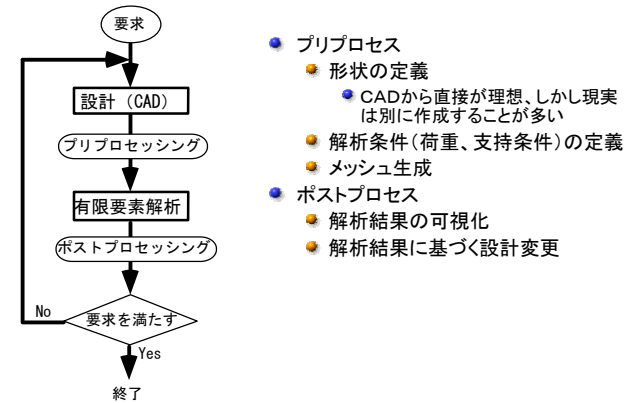 要求
設計（CAD）
プリプロセッシング
有限要素解析
ポストプロセッシング
要求を満たす
No
Yes
終了
プリプロセス
形状の定義
CADから直接が理想、しかし現実
は別に作成することが多い
解析条件（荷重、支持条件）の定義
メッシュ生成
ポストプロセス
解析結果の可視化
解析結果に基づく設計変更